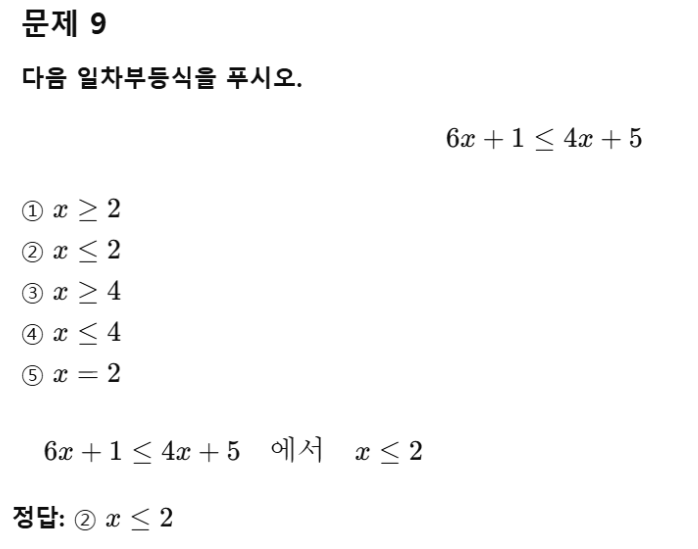 문제 9
다음 일차부등식을 푸시오.
6x + 1 ≤ 4x + 5
① x ≥ 2
② x ≤ 2
③ x ≥ 4
④ x ≤ 4
⑤ x = 2
6x + 1 ≤ 4x + 5 에서 x ≤ 2
정답: ② x ≤ 2